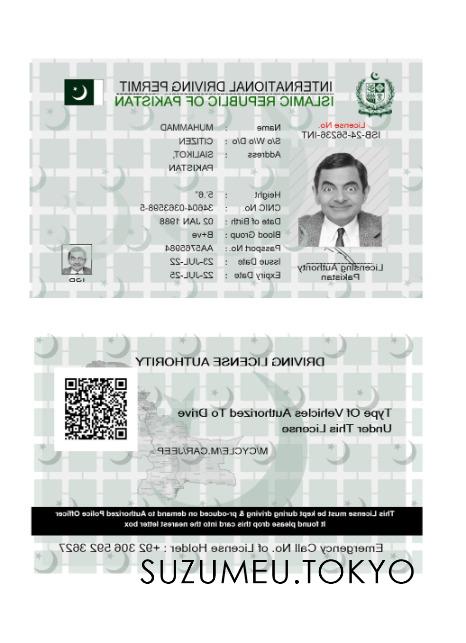 INTERNATIONAL DRIVING PERMIT
ISLAMIC REPUBLIC OF PAKISTAN
License No.
ISB-24-56236-INT
Name : MUHAMMAD
S/o W/o D/o : CITIZEN
Address : SIALKOT,
PAKISTAN
Height : 5.6"
CNIC No : 34604-0363598-5
Date of Birth : 02 JAN 1988
Blood Group : B+ve
Passport No. : AA5765984
Issue Date : 23-JUL-22
Expiry Date : 22-JUL-25
Licensing Authority
Pakistan
DRIVING LICENSE AUTHORITY
Type Of Vehicles Authorized To Drive
Under This License
M/CYCLE/M.CAR/JEEP
This License must be kept during driving & produced on demand to Authorized Police Officer
It found please drop this card into the nearest letter box
Emergency Call No. of License Holder : +92 306 592 3627
SUZUMEU.TOKYO